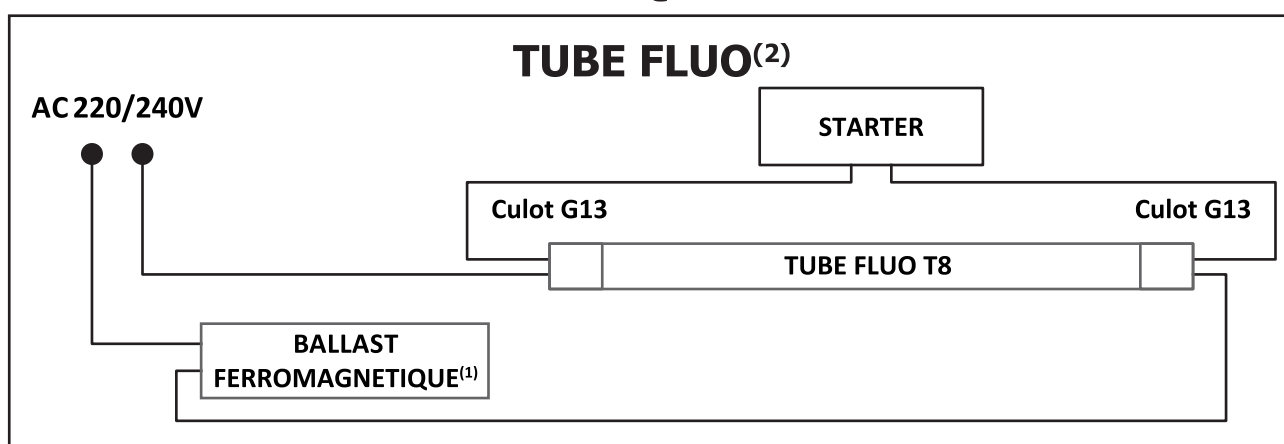 TUBE FLUO(2)
AC 220/240V
STARTER
Culot G13
Culot G13
TUBE FLUO T8
BALLAST
FERROMAGNETIQUE(1)